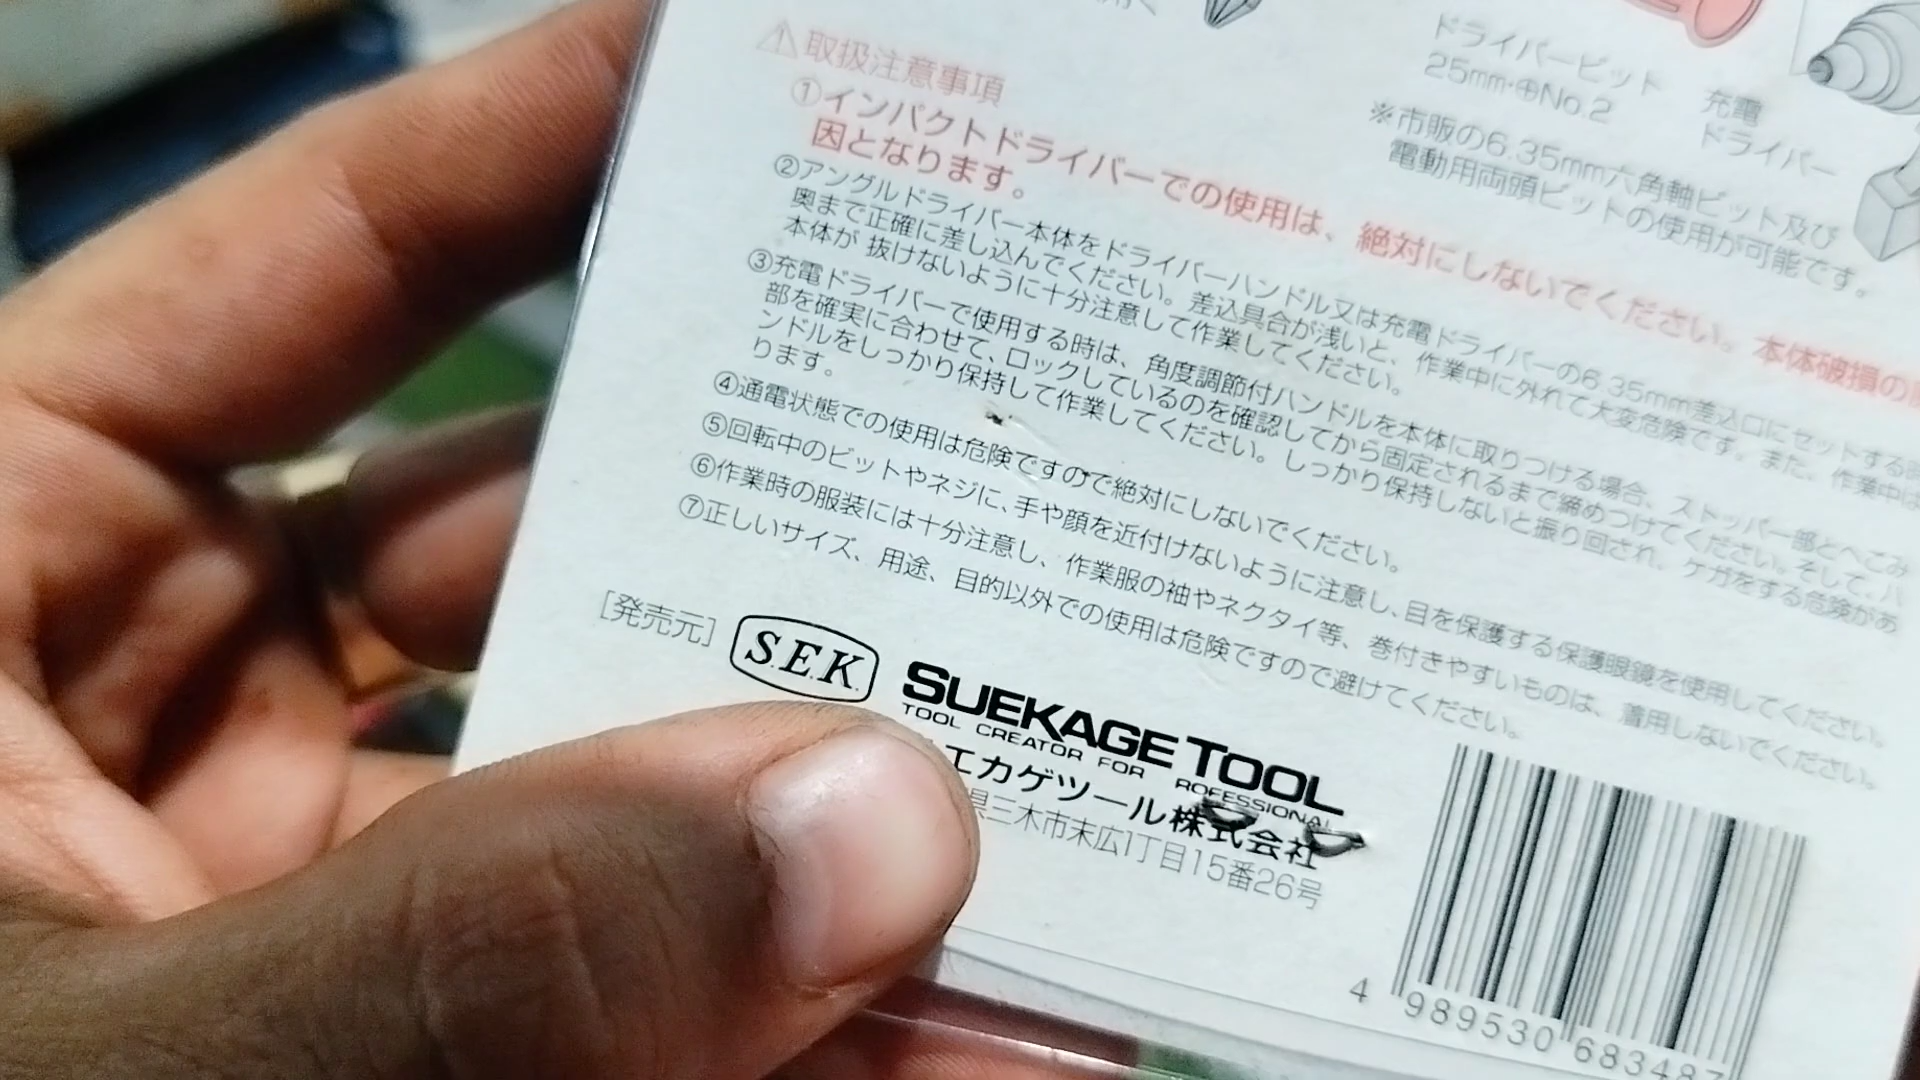 ドライバービット
25mm・⊕No.2
充電
ドライバー
※市販の6.35mm六角軸ビット及び
電動用両頭ビットの使用が可能です。
⚠取扱注意事項
①インパクトドライバーでの使用は、絶対にしないでください。本体破損の
因となります。
②アングルドライバー本体をドライバーハンドル又は充電ドライバーの6.35mm差込口にセットする
奥まで正確に差し込んでください。差込具合が浅いと、作業中に外れて大変危険です。また、作業中は
本体が 抜けないように十分注意して作業してください。
③充電ドライバーで使用する時は、角度調節付ハンドルを本体に取りつける場合、ストッパー部とへこみ
部を確実に合わせて、ロックしているのを確認してから固定されるまで締めつけてください。そして、ハ
ンドルをしっかり保持して作業してください。しっかり保持しないと振り回され、ケガをする危険があ
ります。
④通電状態での使用は危険ですので絶対にしないでください。
⑤回転中のビットやネジに、手や顔を近付けないように注意し、目を保護する保護眼鏡を使用してください。
⑥作業時の服装には十分注意し、作業服の袖やネクタイ等、巻付きやすいものは、着用しないでください。
⑦正しいサイズ、用途、目的以外での使用は危険ですので避けてください。
[発売元] S.E.K. SUEKAGE TOOL
TOOL CREATOR FOR ROFESSIONAL
エカゲツール株式会社
県三木市末広1丁目15番26号
4 989530 683487